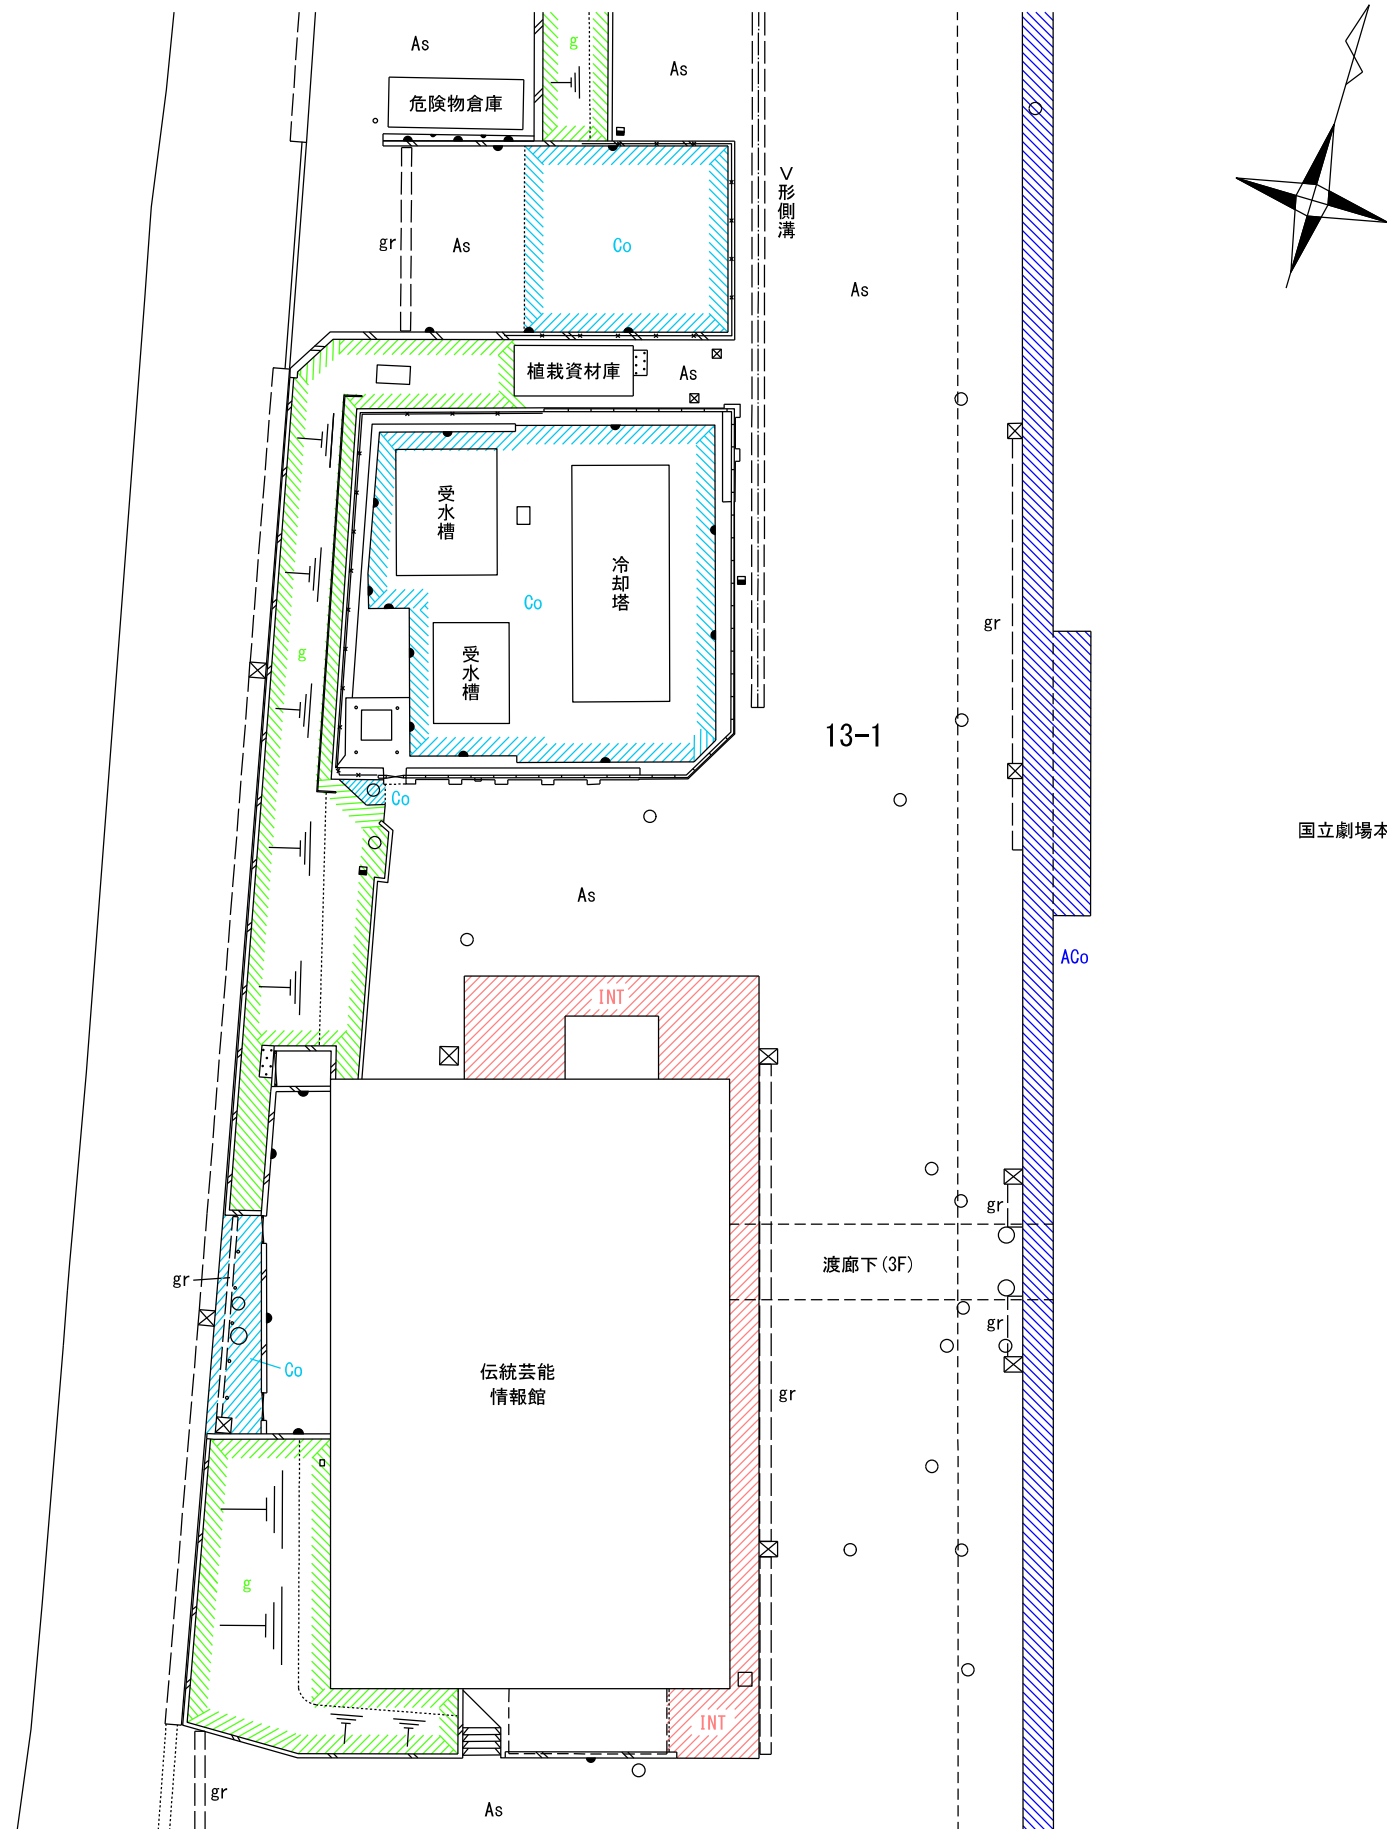 As
g
As
危険物倉庫
V形側溝
gr
As
Co
As
植栽資材庫
As
受水槽
冷却塔
Co
gr
受水槽
g
13-1
Co
国立劇場本
As
ACo
INT
gr
渡廊下(3F)
gr
gr
Co
伝統芸能
情報館
gr
g
INT
gr
As